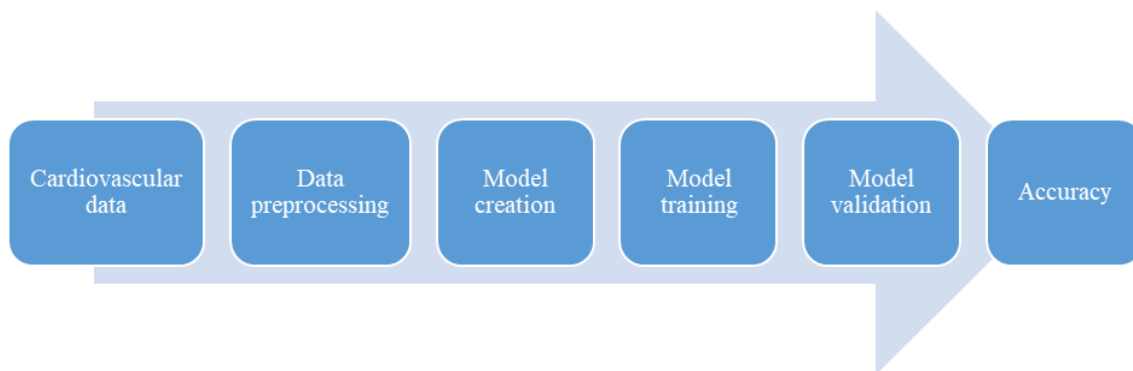 Cardiovascular
data
Data
preprocessing
Model
creation
Model
training
Model
validation
Accuracy